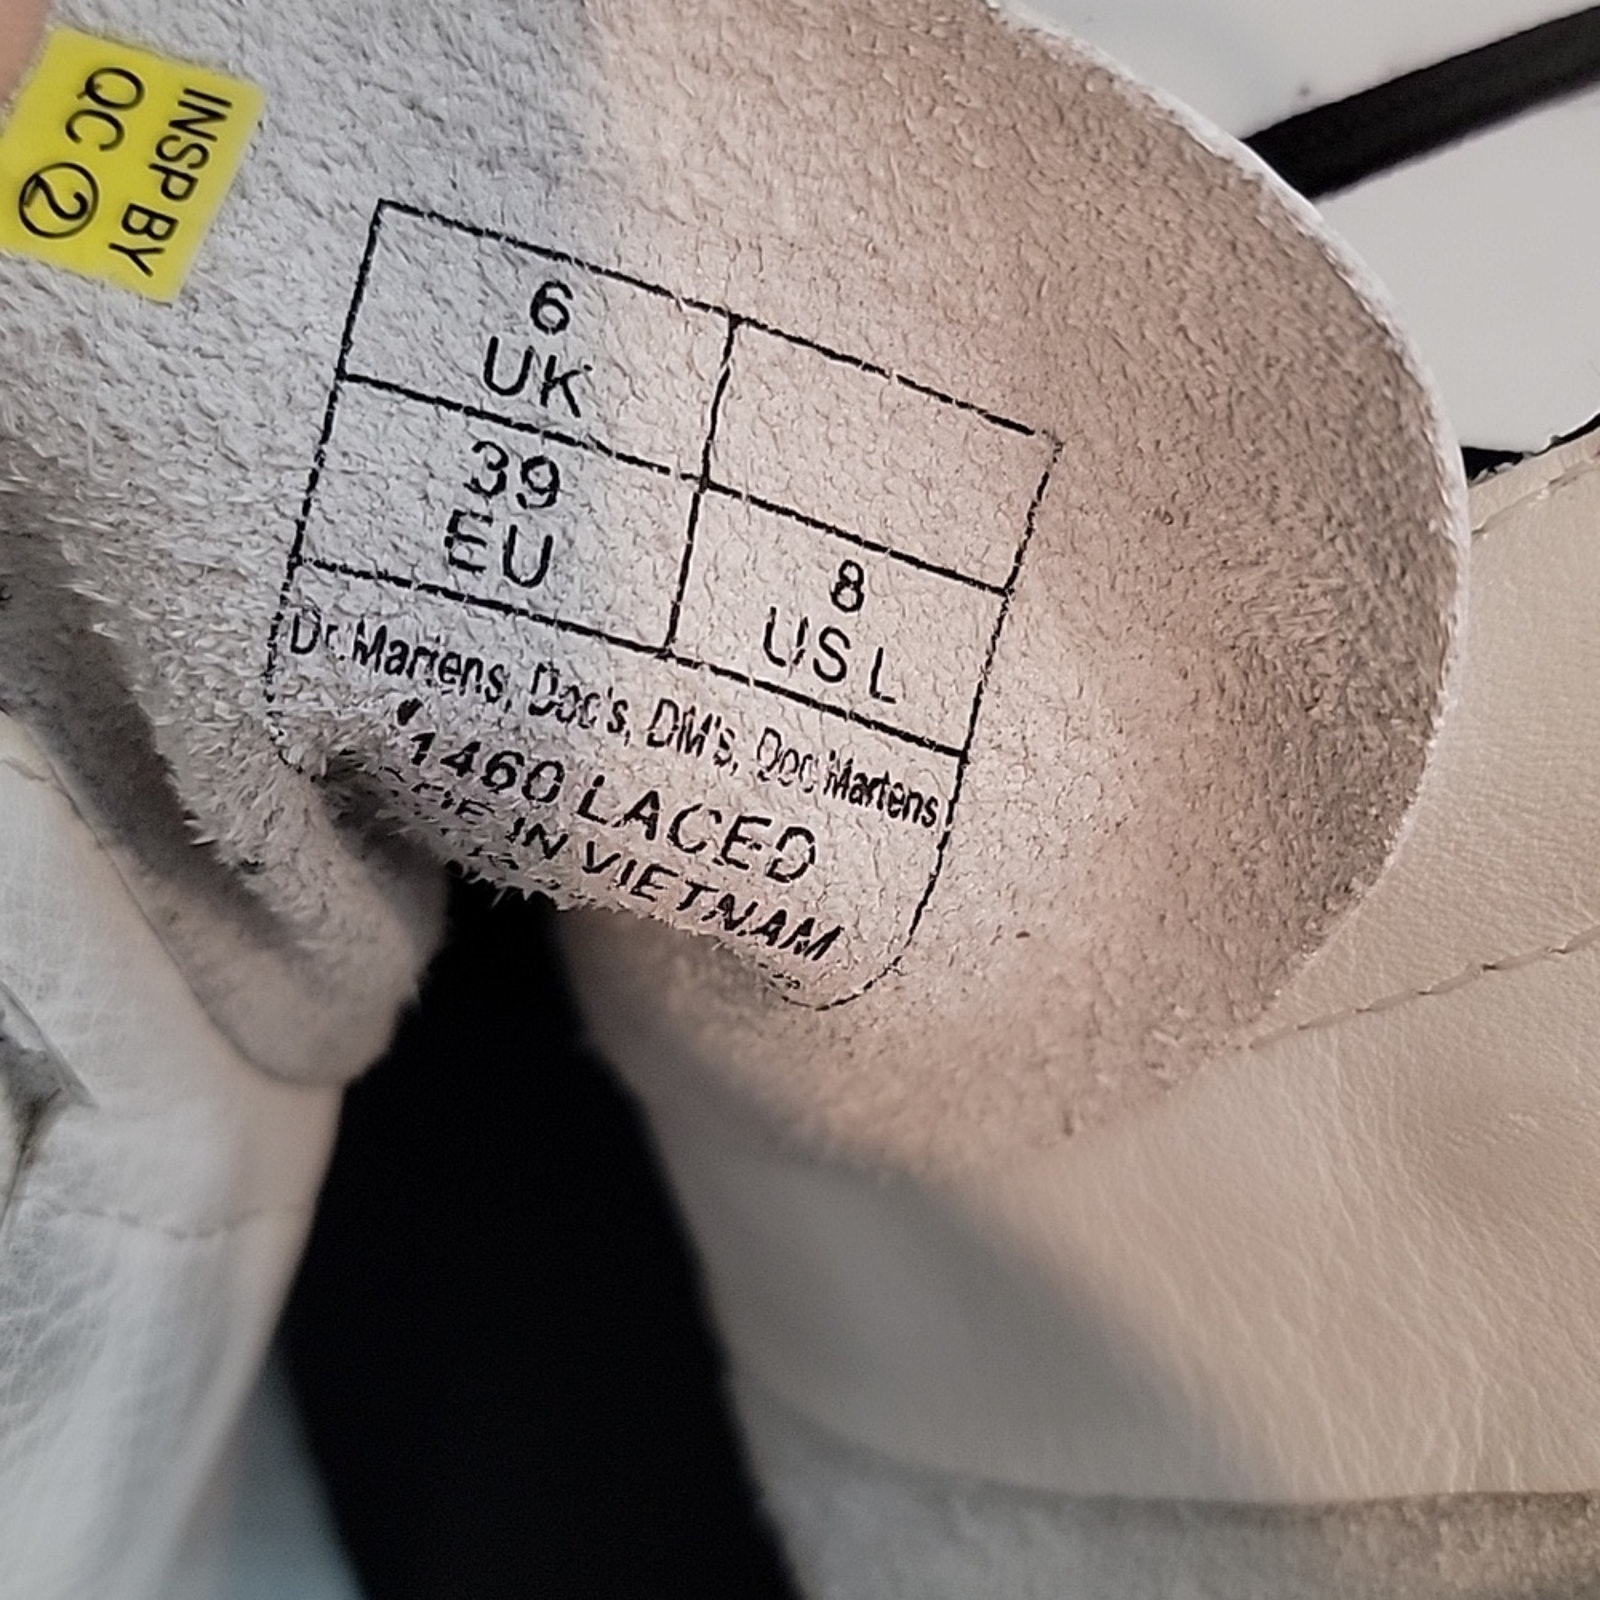 INSP BY
QC 2
6
UK
39
EU
8
US L
Dr. Martens, Doc's, DM's, Doc Martens
1460 LACED
IN VIETNAM